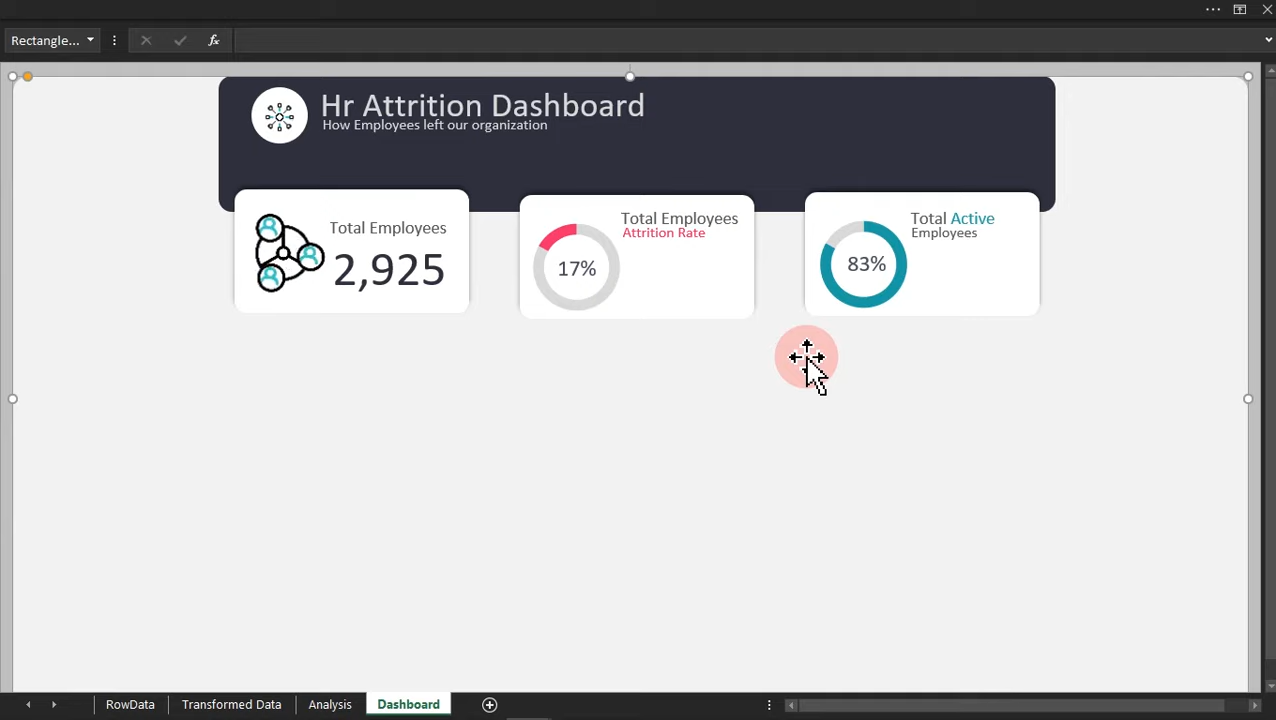 Rectangle...
fx
Hr Attrition Dashboard
How Employees left our organization
Total Employees
2,925
Total Employees
Attrition Rate
17%
Total Active
Employees
83%
RowData
Transformed Data
Analysis
Dashboard